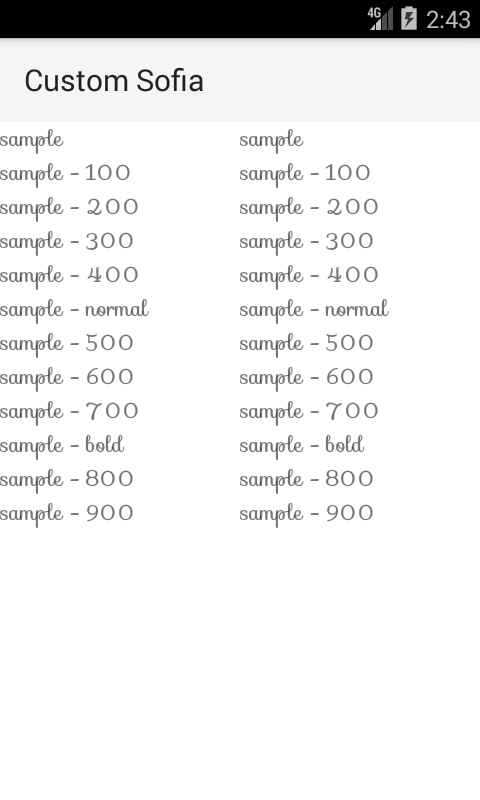 4G 2:43
Custom Sofia
sample sample
sample - 100 sample - 100
sample - 200 sample - 200
sample - 300 sample - 300
sample - 400 sample - 400
sample - normal sample - normal
sample - 500 sample - 500
sample - 600 sample - 600
sample - 700 sample - 700
sample - bold sample - bold
sample - 800 sample - 800
sample - 900 sample - 900